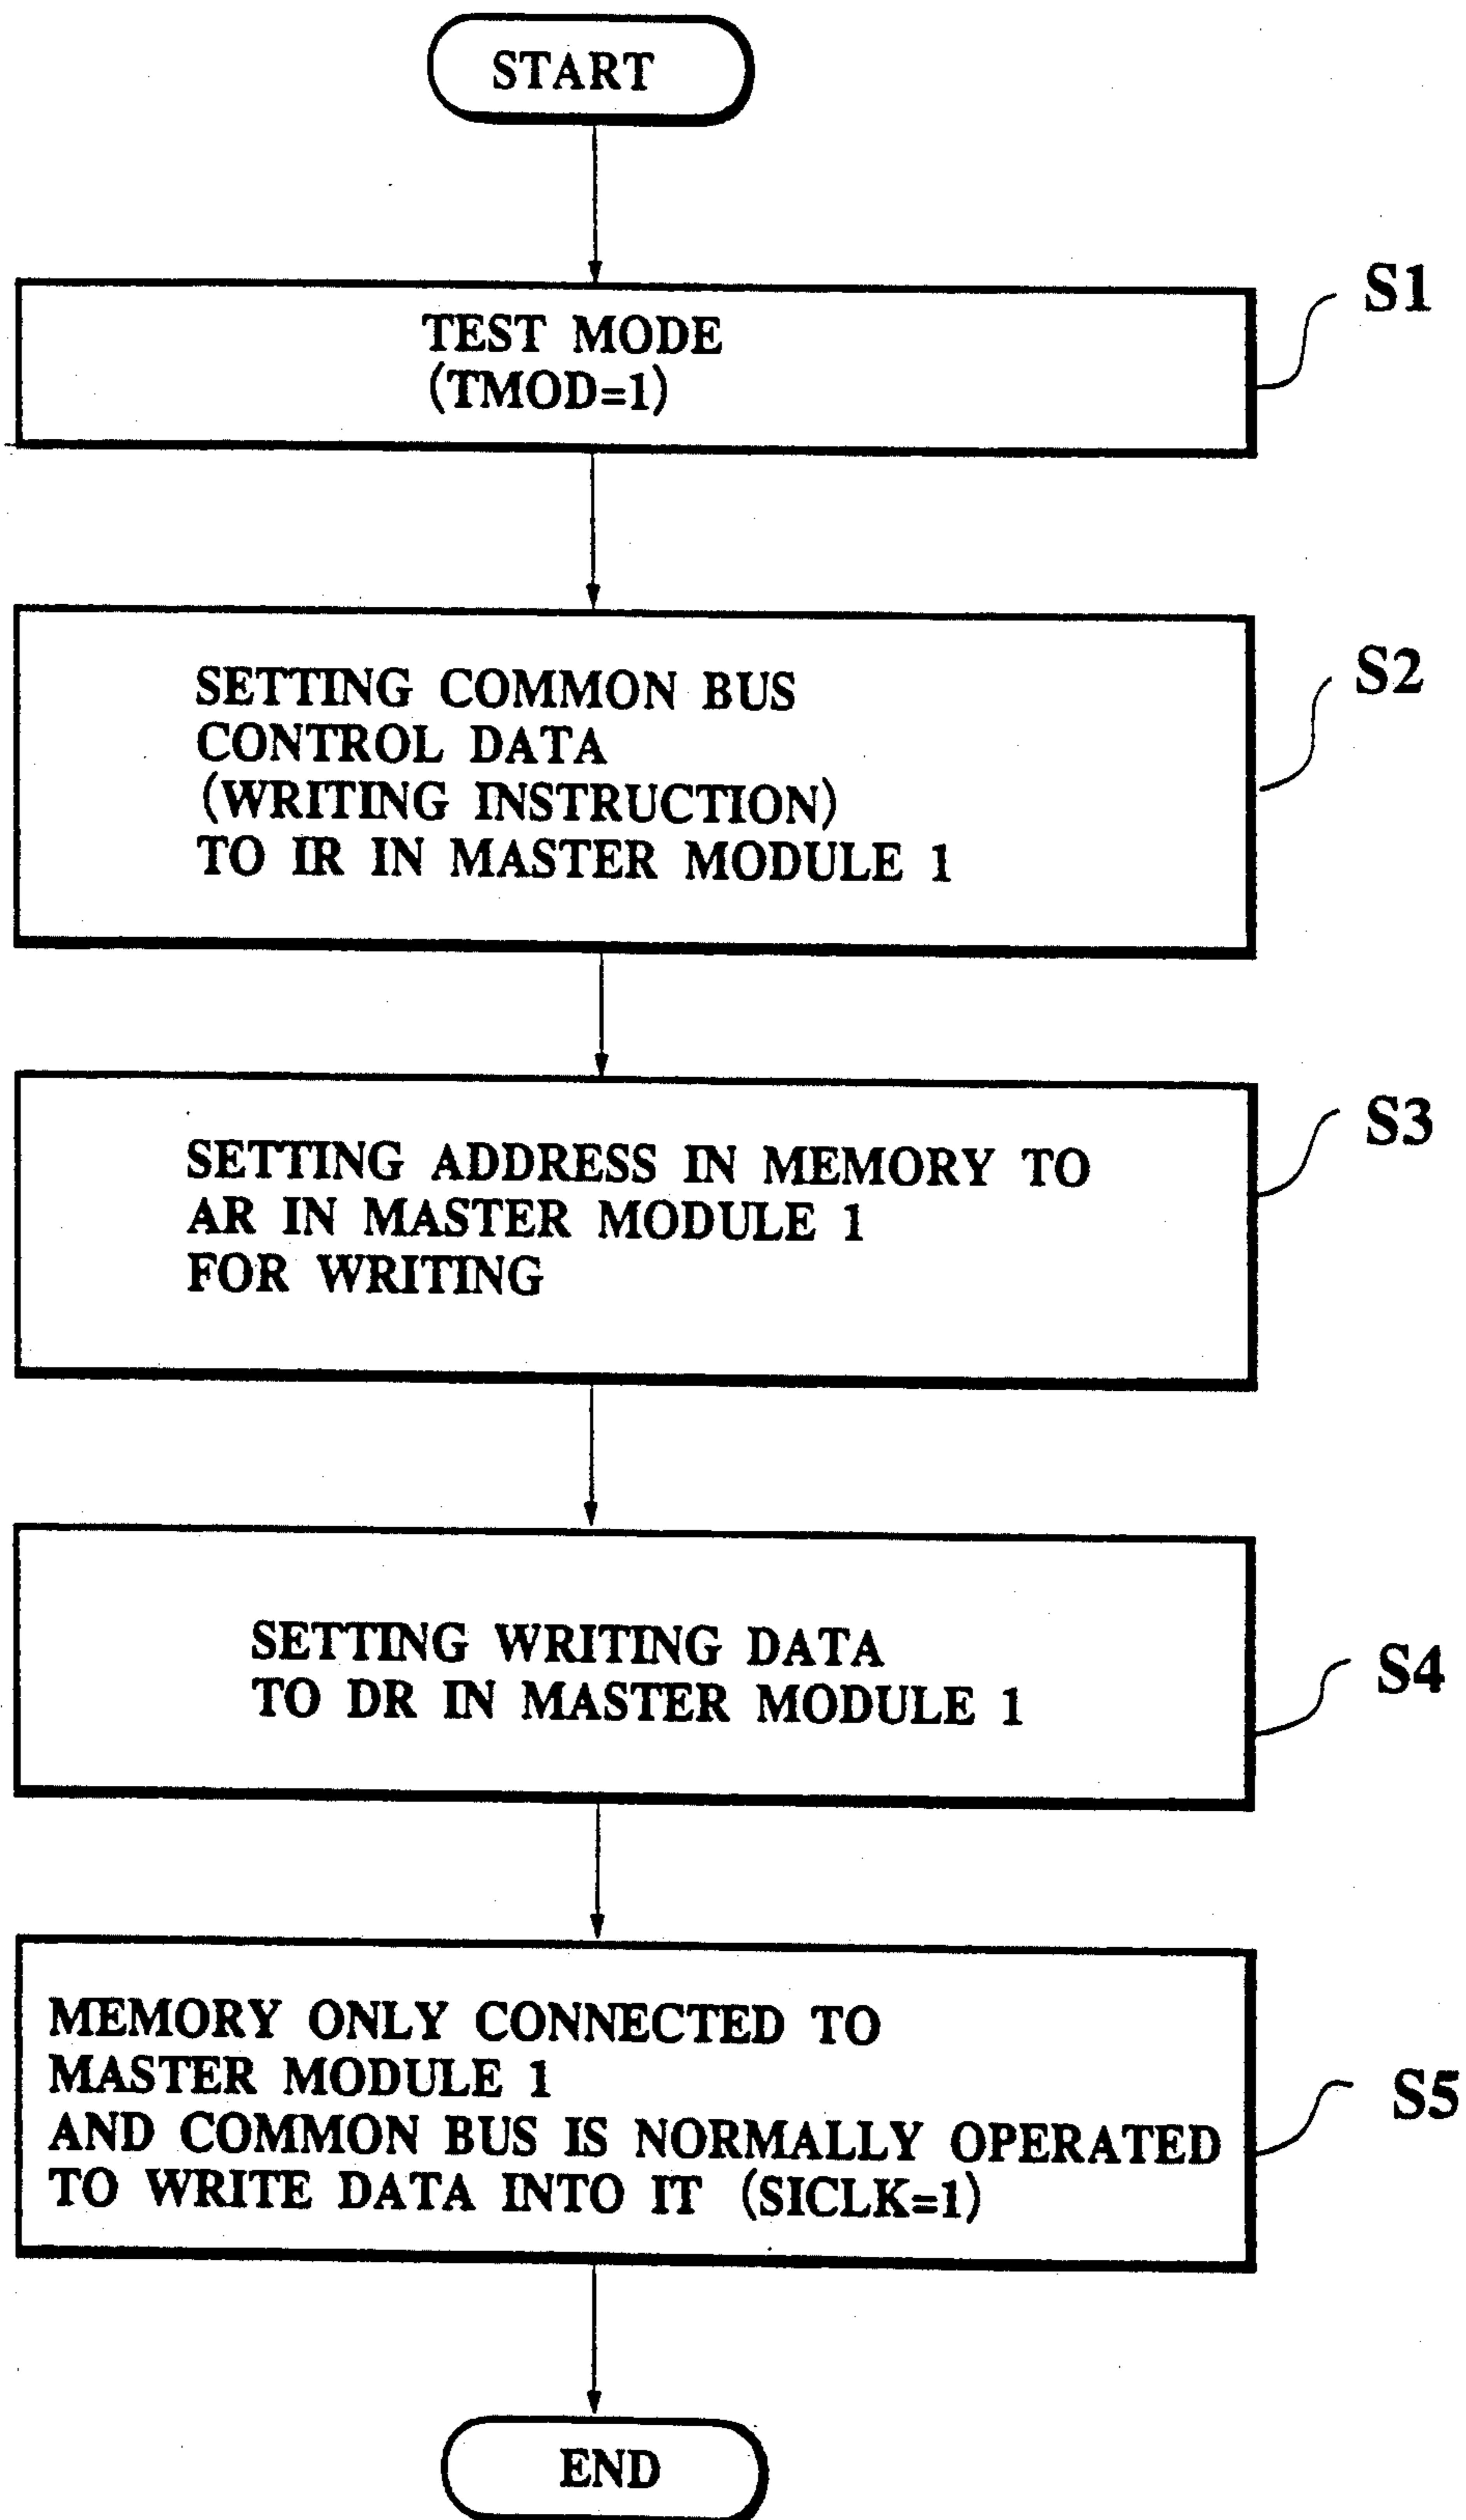 START
S1
TEST MODE
(TMOD=1)
S2
SETTING COMMON BUS
CONTROL DATA
(WRITING INSTRUCTION)
TO IR IN MASTER MODULE 1
S3
SETTING ADDRESS IN MEMORY TO
AR IN MASTER MODULE 1
FOR WRITING
SETTING WRITING DATA
TO DR IN MASTER MODULE 1
S4
MEMORY ONLY CONNECTED TO
MASTER MODULE 1
AND COMMON BUS IS NORMALLY OPERATED
TO WRITE DATA INTO IT (SICLK=1)
S5
END